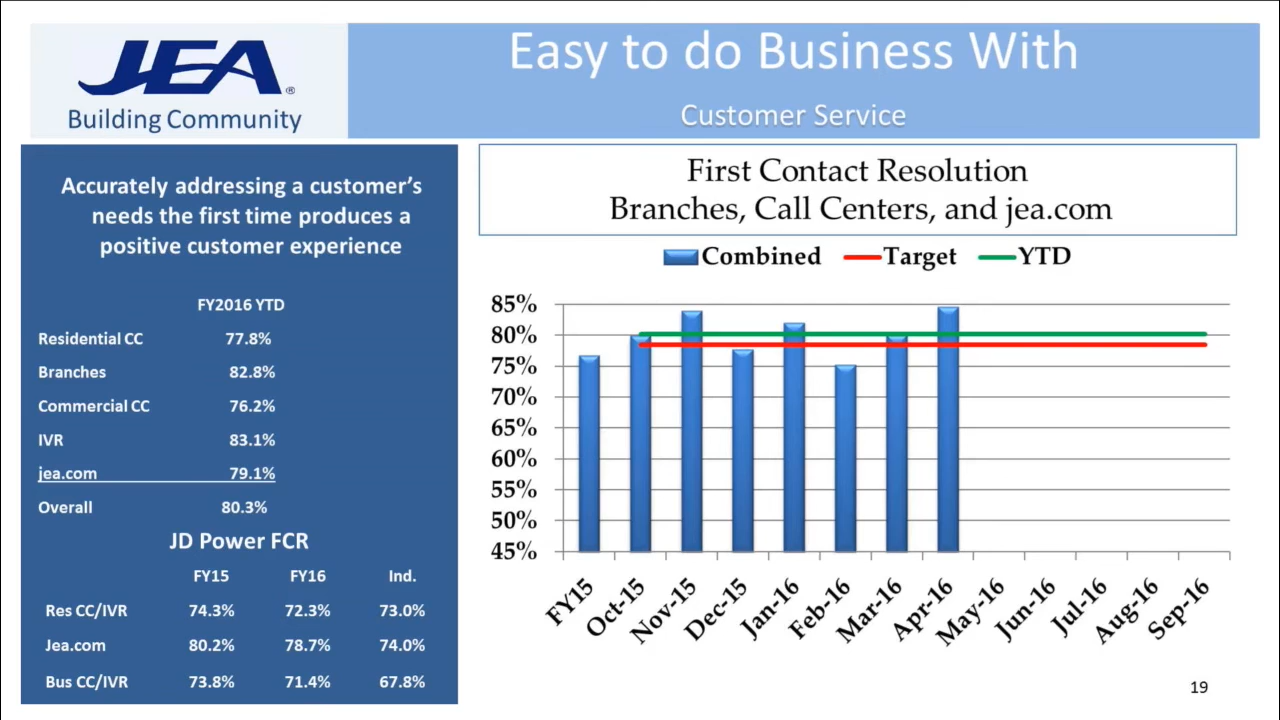 JEA®
Building Community
Easy to do Business With
Customer Service
Accurately addressing a customer's
needs the first time produces a
positive customer experience
FY2016 YTD
Residential CC 77.8%
Branches 82.8%
Commercial CC 76.2%
IVR 83.1%
jea.com 79.1%
Overall 80.3%
JD Power FCR
FY15 FY16 Ind.
Res CC/IVR 74.3% 72.3% 73.0%
Jea.com 80.2% 78.7% 74.0%
Bus CC/IVR 73.8% 71.4% 67.8%
First Contact Resolution
Branches, Call Centers, and jea.com
Combined Target YTD
85%
80%
75%
70%
65%
60%
55%
50%
45%
FY15 Oct-15 Nov-15 Dec-15 Jan-16 Feb-16 Mar-16 Apr-16 May-16 Jun-16 Jul-16 Aug-16 Sep-16
19